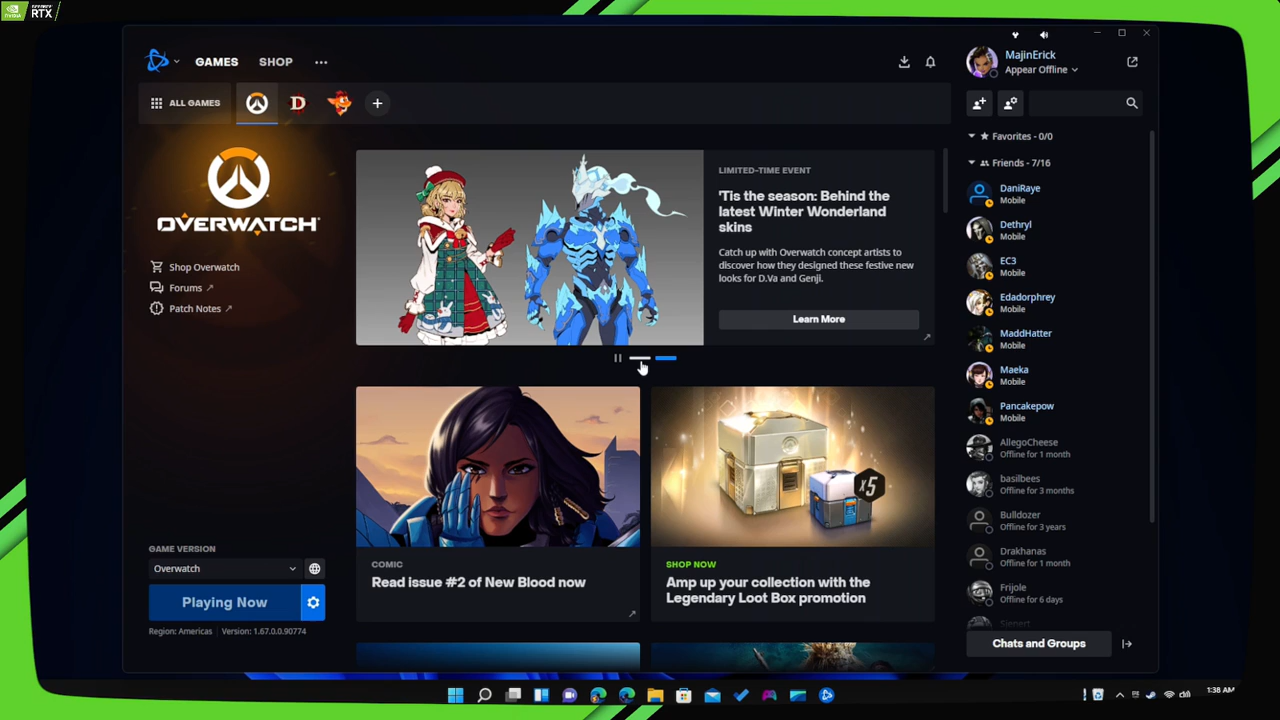 NVIDIA
GEFORCE
RTX
GAMES
SHOP
ALL GAMES
OVERWATCH
Shop Overwatch
Forums
Patch Notes
GAME VERSION
Overwatch
Playing Now
Region: Americas | Version: 1.67.0.0.90774
LIMITED-TIME EVENT
'Tis the season: Behind the
latest Winter Wonderland
skins
Catch up with Overwatch concept artists to
discover how they designed these festive new
looks for D.Va and Genji.
Learn More
COMIC
Read issue #2 of New Blood now
x5
SHOP NOW
Amp up your collection with the
Legendary Loot Box promotion
MajinErick
Appear Offline
Favorites - 0/0
Friends - 7/16
DaniRaye
Mobile
Dethryl
Mobile
EC3
Mobile
Edadorphrey
Mobile
MaddHatter
Mobile
Maeka
Mobile
Pancakepow
Mobile
AllegoCheese
Offline for 1 month
basilbees
Offline for 3 months
Bulldozer
Offline for 3 years
Drakhanas
Offline for 1 month
Frijole
Offline for 6 days
Chats and Groups
1:38 AM